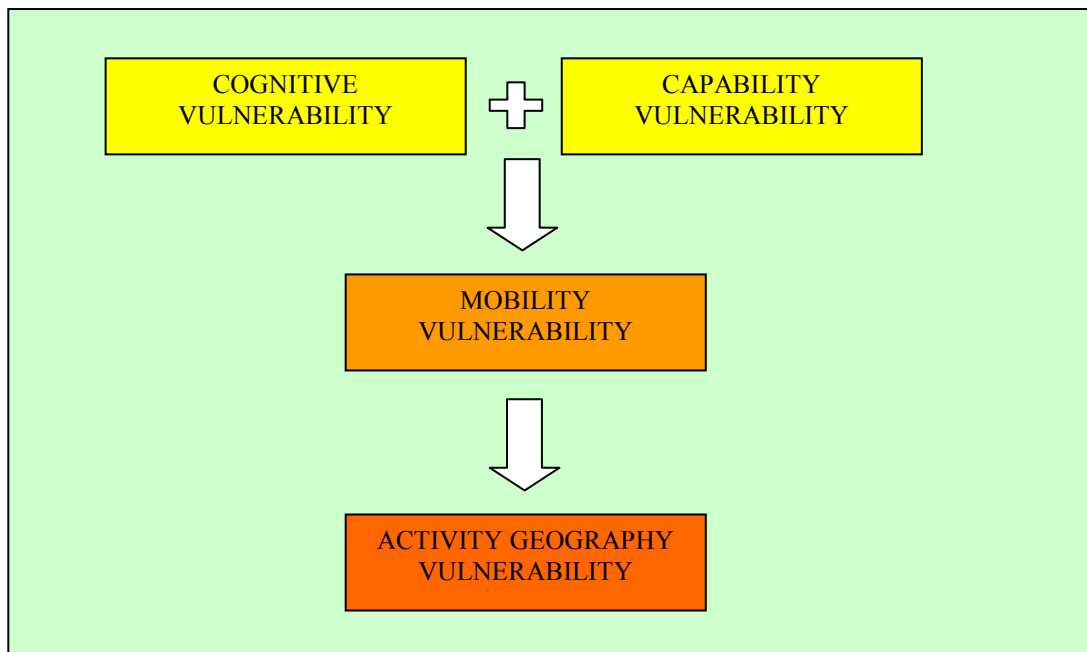 COGNITIVE
VULNERABILITY
CAPABILITY
VULNERABILITY
MOBILITY
VULNERABILITY
ACTIVITY GEOGRAPHY
VULNERABILITY